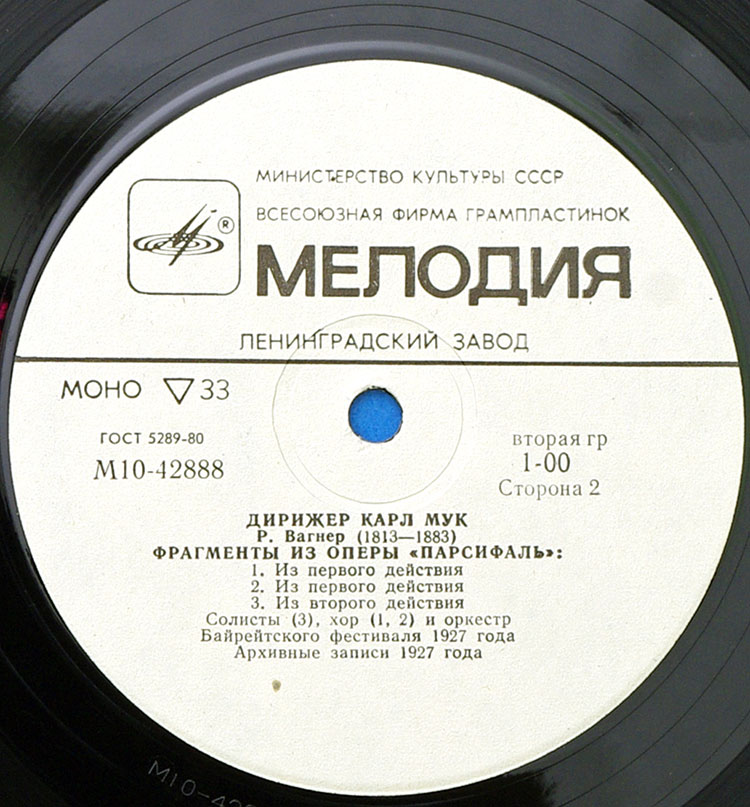 МИНИСТЕРСТВО КУЛЬТУРЫ СССР
ВСЕСОЮЗНАЯ ФИРМА ГРАМПЛАСТИНОК
®
МЕЛОДИЯ
ЛЕНИНГРАДСКИЙ ЗАВОД
МОНО ▽ 33
ГОСТ 5289-80
М10-42888
вторая гр
1-00
Сторона 2
ДИРИЖЕР КАРЛ МУК
Р. Вагнер (1813—1883)
ФРАГМЕНТЫ ИЗ ОПЕРЫ «ПАРСИФАЛЬ»:
1. Из первого действия
2. Из первого действия
3. Из второго действия
Солисты (3), хор (1, 2) и оркестр
Байрейтского фестиваля 1927 года
Архивные записи 1927 года